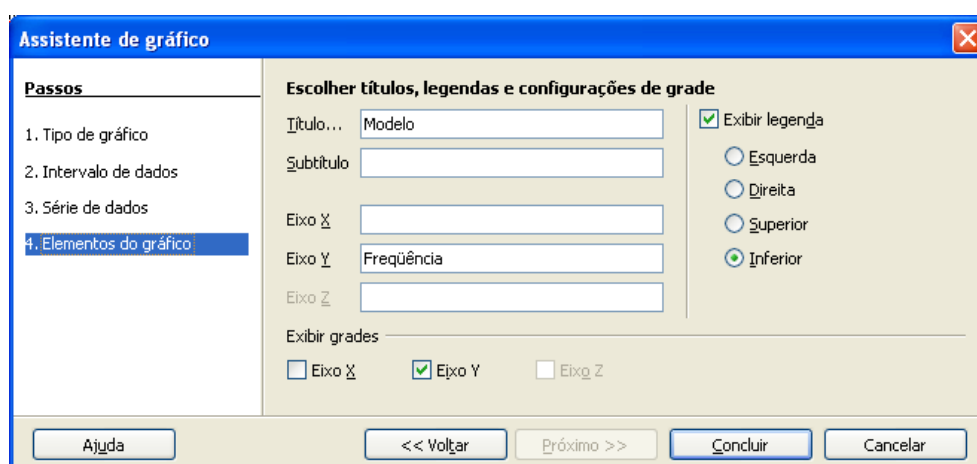 Assistente de gráfico
Passos
1. Tipo de gráfico
2. Intervalo de dados
3. Série de dados
4. Elementos do gráfico
Escolher títulos, legendas e configurações de grade
Título... Modelo
Subtítulo
Eixo X
Eixo Y Freqüência
Eixo Z
Exibir legenda
Esquerda
Direita
Superior
Inferior
Exibir grades
Eixo X Eixo Y Eixo Z
Ajuda << Voltar Próximo >> Concluir Cancelar